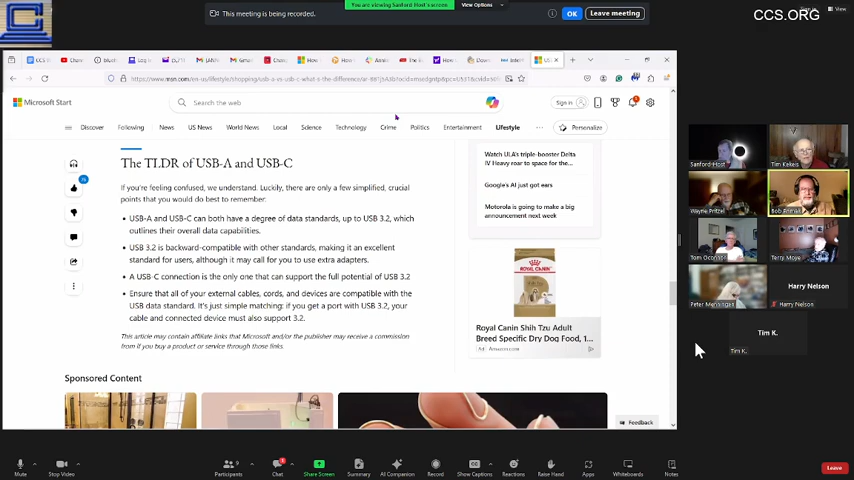 You are viewing Sanford-Host's screen
View Options
This meeting is being recorded.
OK
Leave meeting
CCS.ORG
View
Microsoft Start
Search the web
Sign in
Discover
Following
News
US News
World News
Local
Science
Technology
Crime
Politics
Entertainment
Lifestyle
Personalize
The TLDR of USB-A and USB-C
If you're feeling confused, we understand. Luckily, there are only a few simplified, crucial
points that you would do best to remember.
USB-A and USB-C can both have a degree of data standards, up to USB 3.2, which
outlines their overall data capabilities.
USB 3.2 is backward-compatible with other standards, making it an excellent
standard for users, although it may call for you to use extra adapters.
A USB-C connection is the only one that can support the full potential of USB 3.2
Ensure that all of your external cables, cords, and devices are compatible with the
USB data standard. It's just simple matching; if you get a port with USB 3.2, your
cable and connected device must also support 3.2.
This article may contain affiliate links that Microsoft and/or the publisher may receive a commission
from if you buy a product or service through those links.
Sponsored Content
Watch ULA's triple-booster Delta
IV Heavy roar to space for the...
Google's AI just got ears
Motorola is going to make a big
announcement next week
ROYAL CANIN
Royal Canin Shih Tzu Adult
Breed Specific Dry Dog Food, 1...
Ad
Amazon.com
Feedback
Sanford-Host
Tim Kekeis
Wayne Pritzel
Terry Moye
Peter Menningen
Harry Nelson
Harry Nelson
Tim K.
Tim K.
Mute
Stop Video
Participants
9
Chat
Share Screen
Summary
AI Companion
Record
Show Captions
Reactions
Raise Hand
Apps
Whiteboards
Notes
Leave